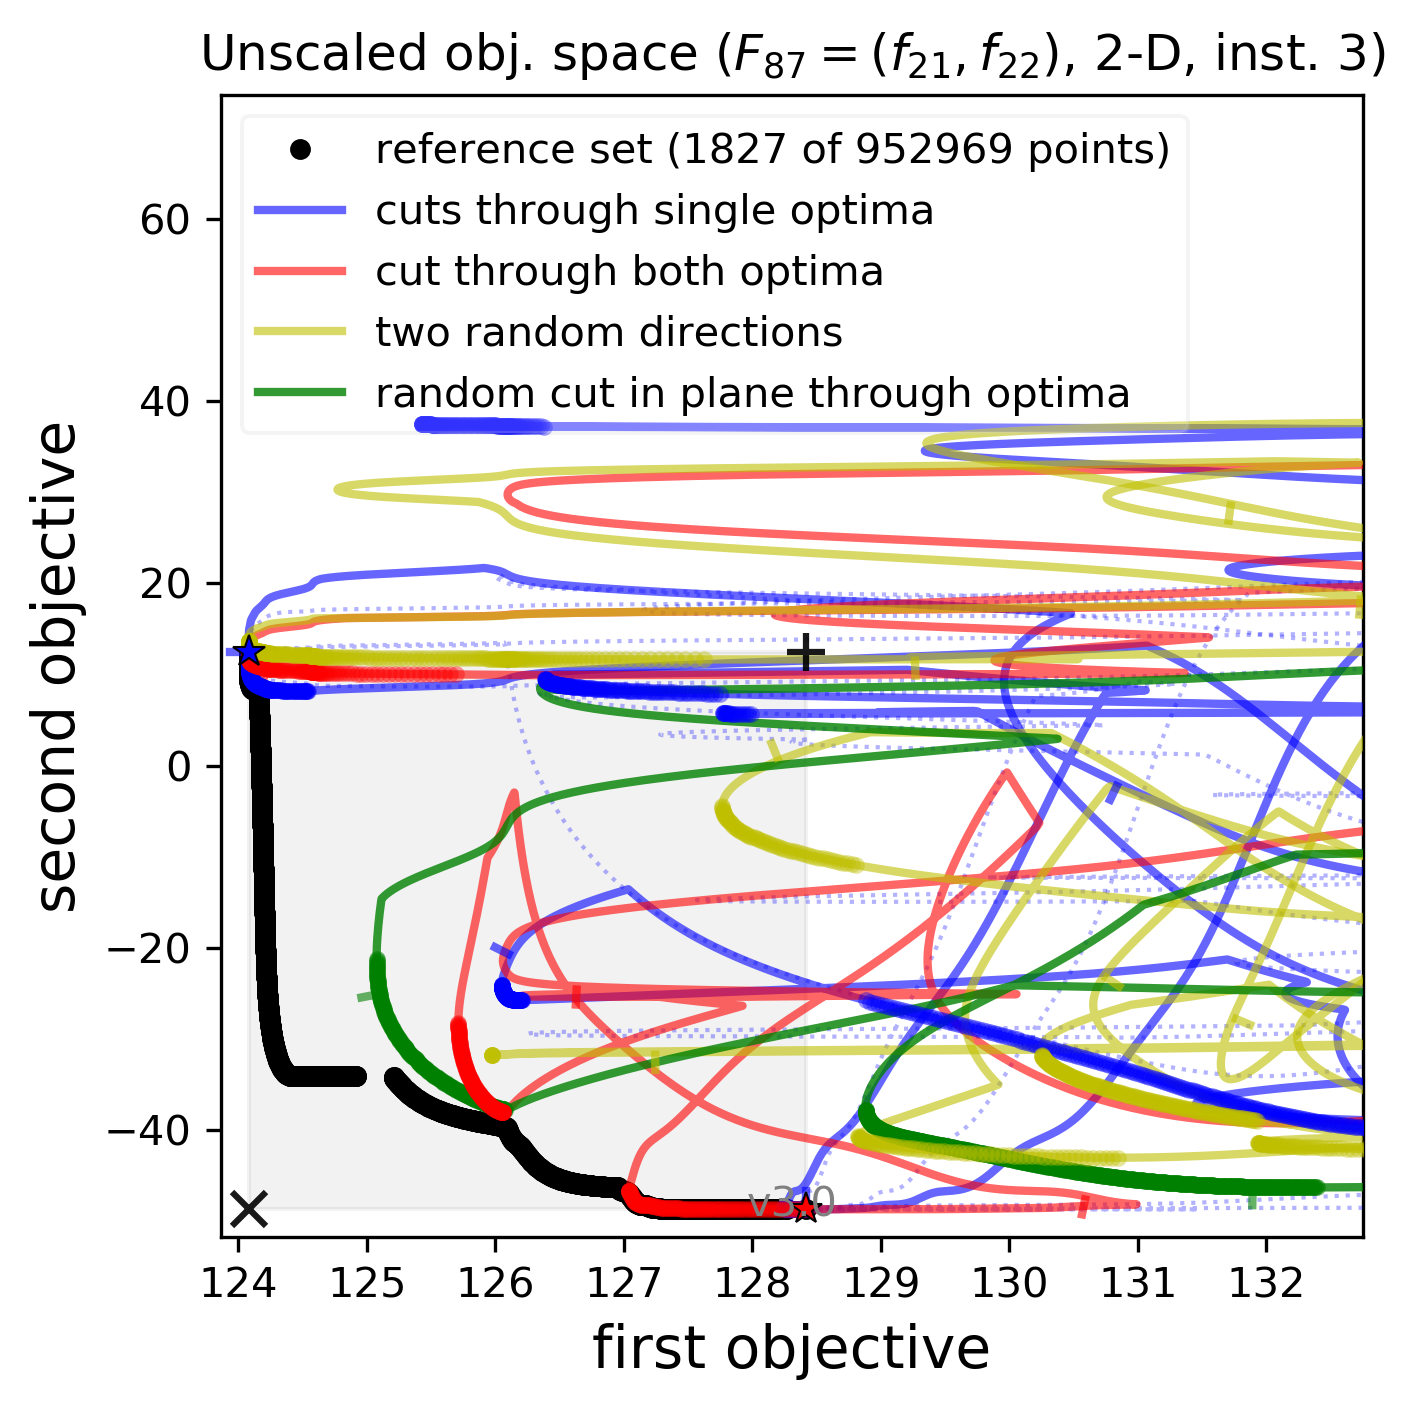 Unscaled obj. space (F87 = (f21, f22), 2-D, inst. 3)
reference set (1827 of 952969 points)
cuts through single optima
cut through both optima
two random directions
random cut in plane through optima
60
40
20
0
−20
−40
second objective
v3.0
124 125 126 127 128 129 130 131 132
first objective